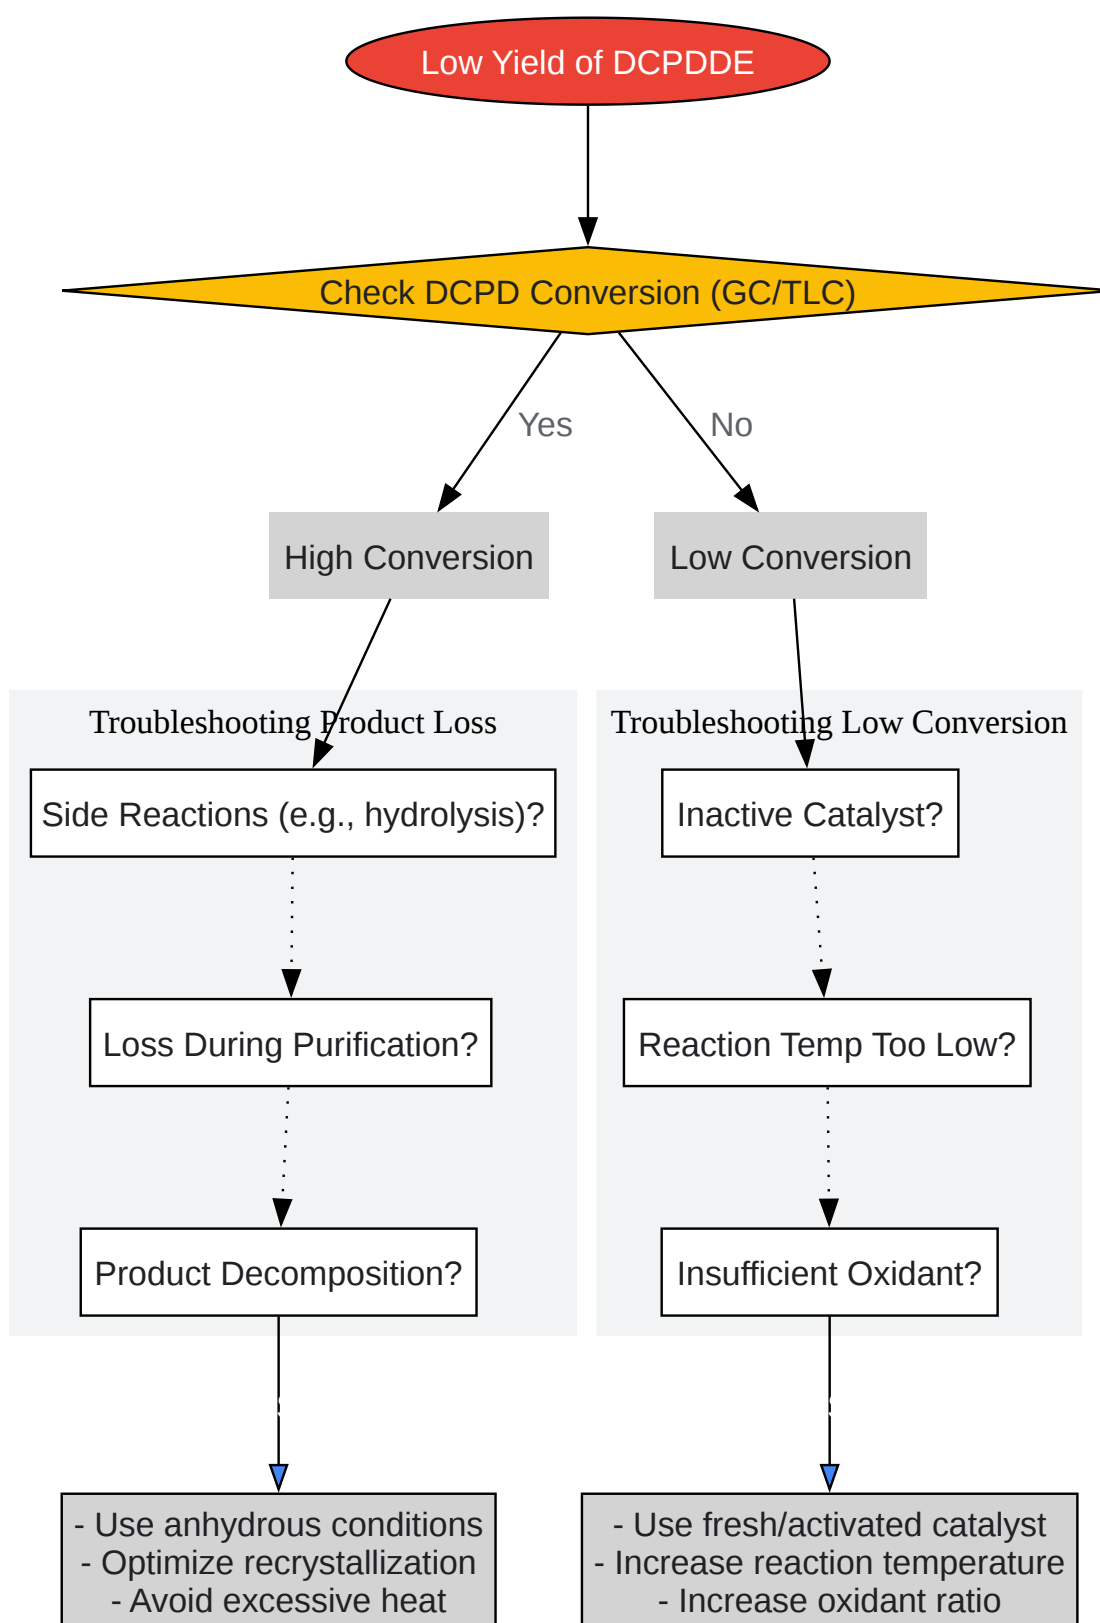 Low Yield of DCPDDE
Check DCPD Conversion (GC/TLC)
Yes
No
High Conversion
Low Conversion
Troubleshooting Product Loss
Troubleshooting Low Conversion
Side Reactions (e.g., hydrolysis)?
Inactive Catalyst?
Loss During Purification?
Reaction Temp Too Low?
Product Decomposition?
Insufficient Oxidant?
- Use anhydrous conditions
- Optimize recrystallization
- Avoid excessive heat
- Use fresh/activated catalyst
- Increase reaction temperature
- Increase oxidant ratio